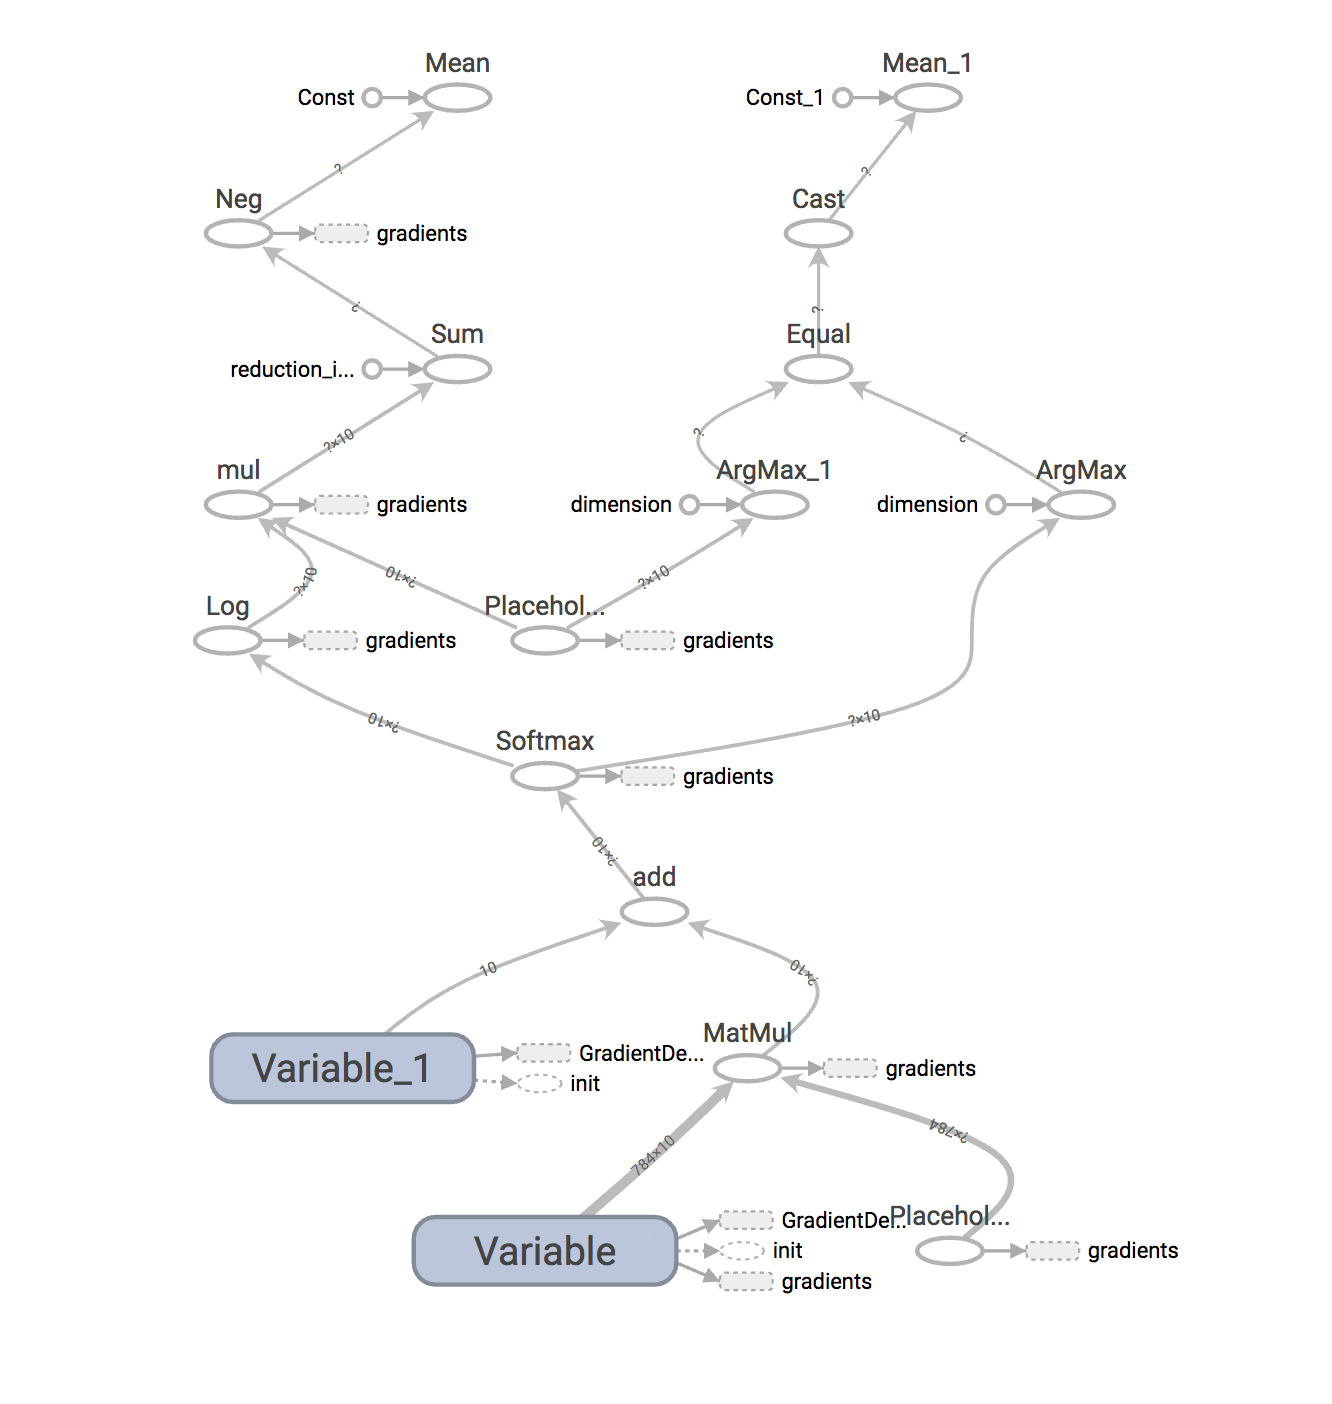 Mean
Mean_1
Const
Const_1
?
?
Neg
Cast
gradients
?
?
Sum
Equal
reduction_i...
?
?
?×10
mul
ArgMax_1
ArgMax
gradients
dimension
dimension
?×10
?×10
?×10
Log
Placehol...
gradients
gradients
?×10
?×10
Softmax
gradients
?×10
add
10
?×10
MatMul
Variable_1
GradientDe...
init
gradients
784×10
?×784
Placehol...
Variable
GradientDe...
init
gradients
gradients